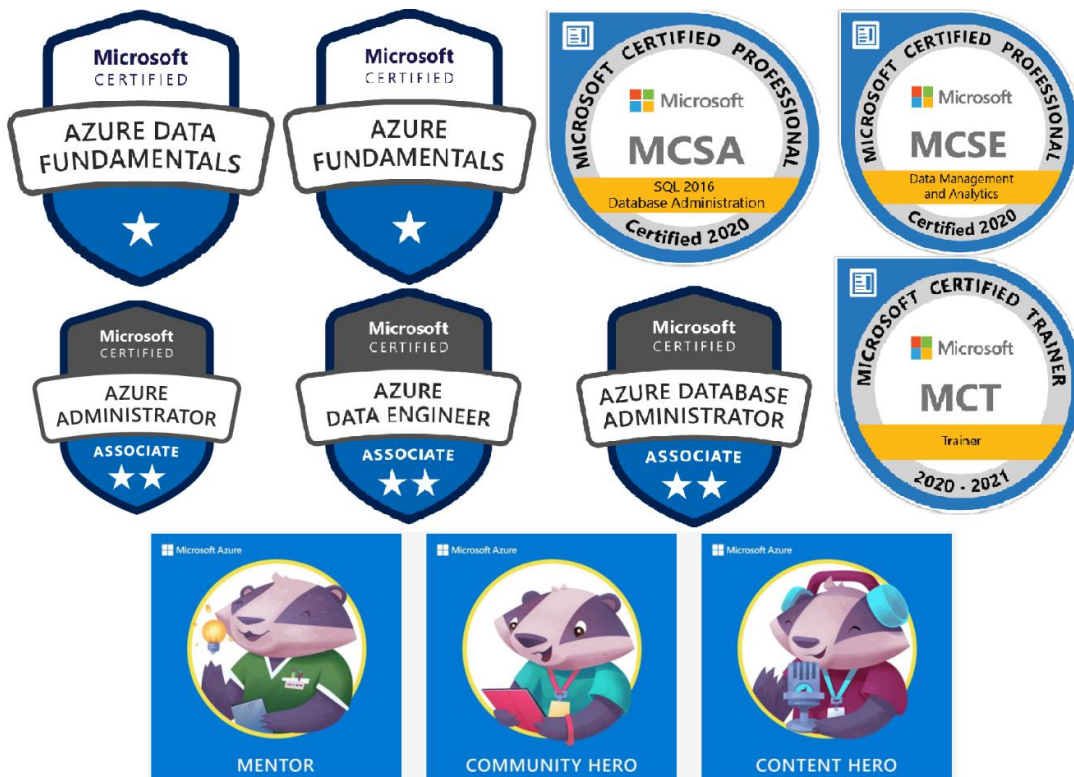 Microsoft
CERTIFIED
AZURE DATA
FUNDAMENTALS
Microsoft
CERTIFIED
AZURE
FUNDAMENTALS
MICROSOFT CERTIFIED PROFESSIONAL
Microsoft
MCSA
SQL 2016
Database Administration
Certified 2020
MICROSOFT CERTIFIED PROFESSIONAL
Microsoft
MCSE
Data Management
and Analytics
Certified 2020
Microsoft
CERTIFIED
AZURE
ADMINISTRATOR
ASSOCIATE
Microsoft
CERTIFIED
AZURE
DATA ENGINEER
ASSOCIATE
Microsoft
CERTIFIED
AZURE DATABASE
ADMINISTRATOR
ASSOCIATE
MICROSOFT CERTIFIED TRAINER
Microsoft
MCT
Trainer
2020 - 2021
Microsoft Azure
MENTOR
Microsoft Azure
COMMUNITY HERO
Microsoft Azure
CONTENT HERO